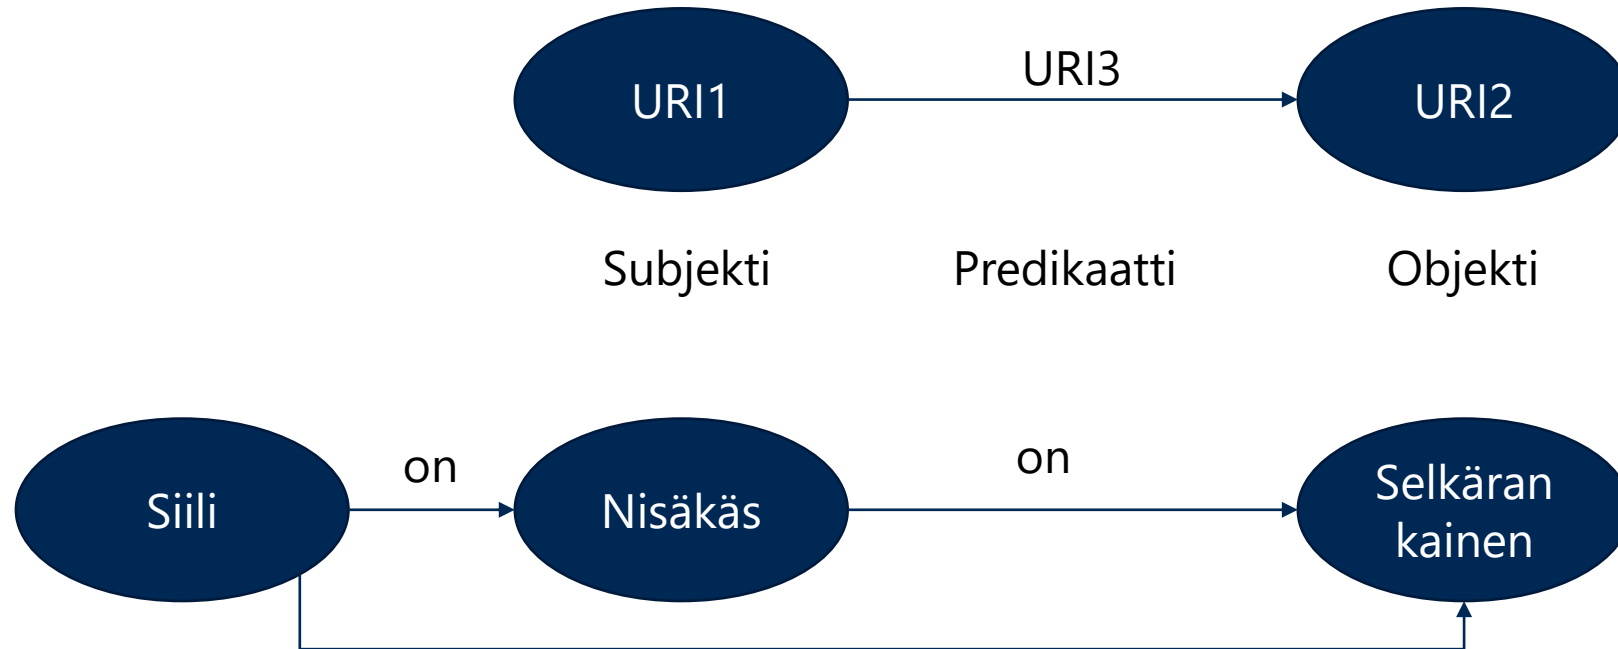 URI1
URI3
URI2
Subjekti
Predikaatti
Objekti
Siili
on
Nisäkäs
on
Selkäran
kainen